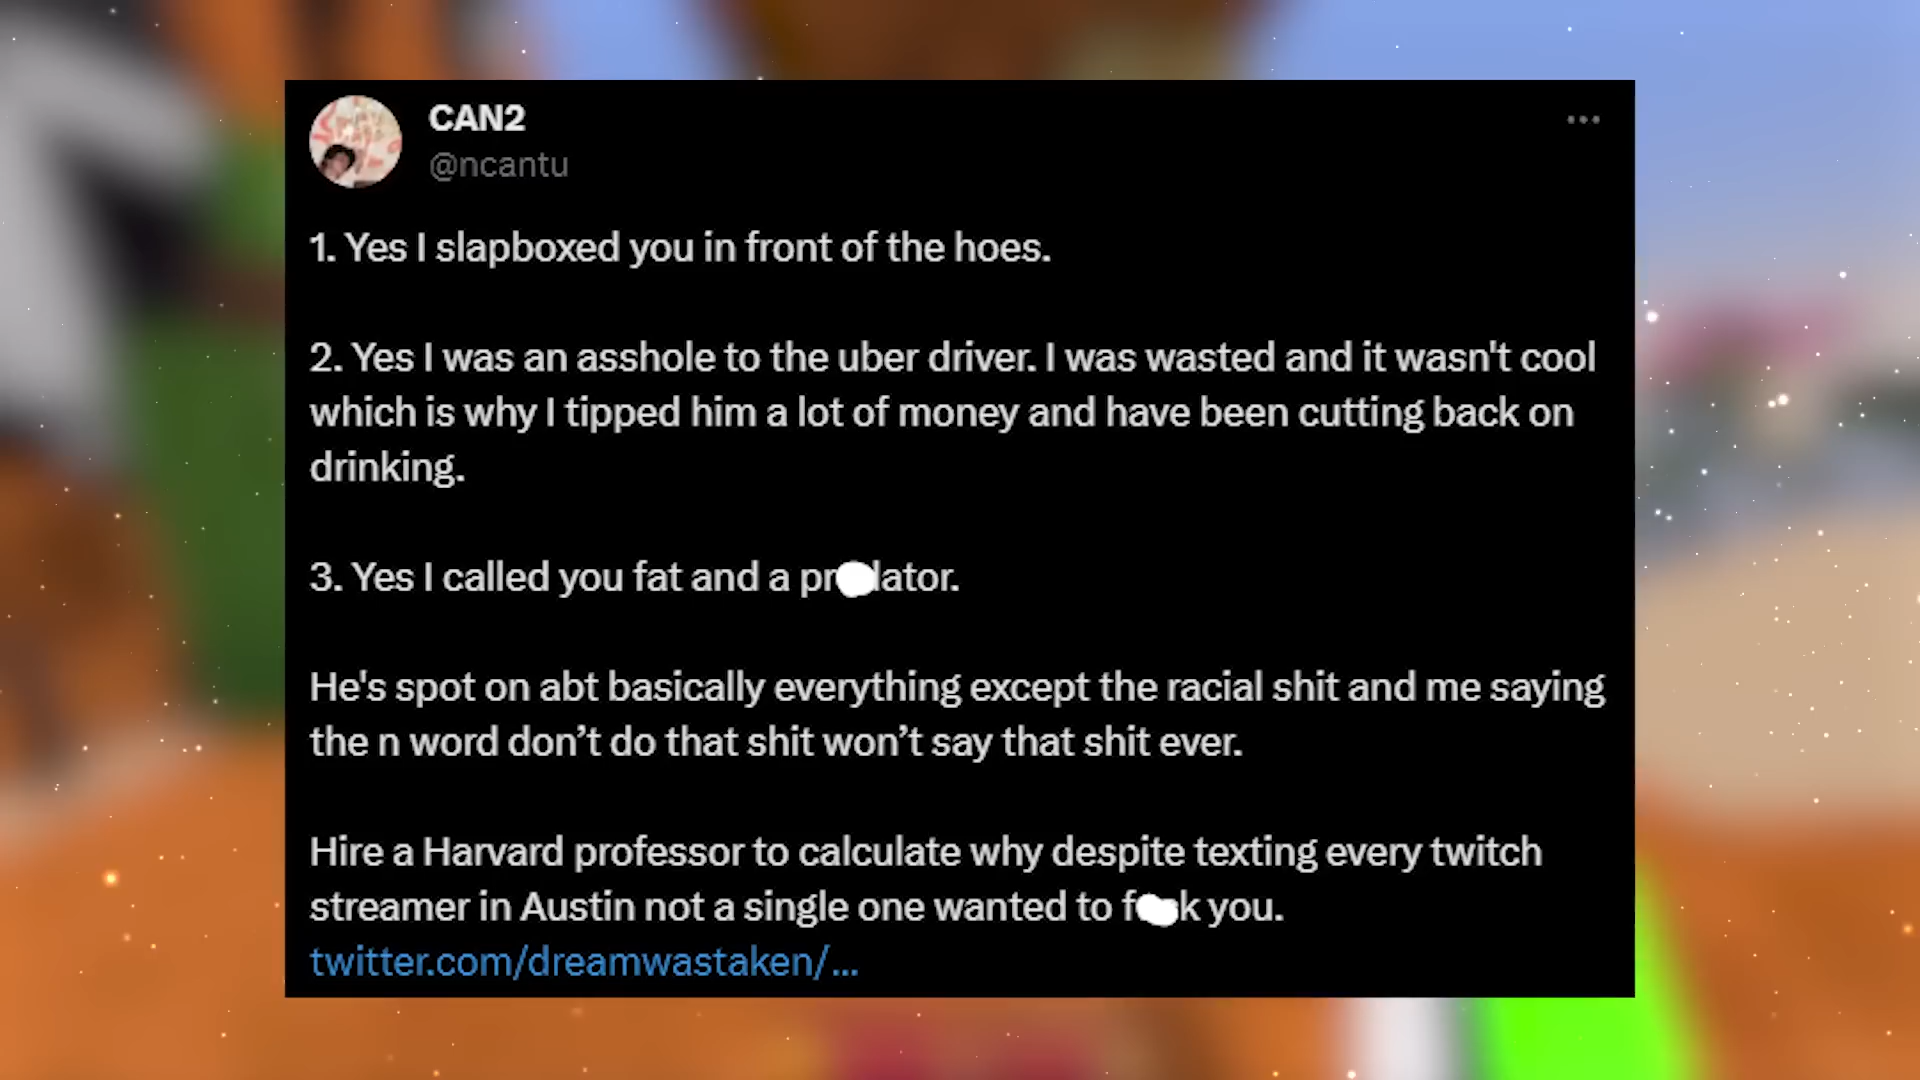 CAN2
@ncantu
1. Yes I slapboxed you in front of the hoes.
2. Yes I was an asshole to the uber driver. I was wasted and it wasn't cool
which is why I tipped him a lot of money and have been cutting back on
drinking.
3. Yes I called you fat and a pr lator.
He's spot on abt basically everything except the racial shit and me saying
the n word don’t do that shit won’t say that shit ever.
Hire a Harvard professor to calculate why despite texting every twitch
streamer in Austin not a single one wanted to f k you.
twitter.com/dreamwastaken/...